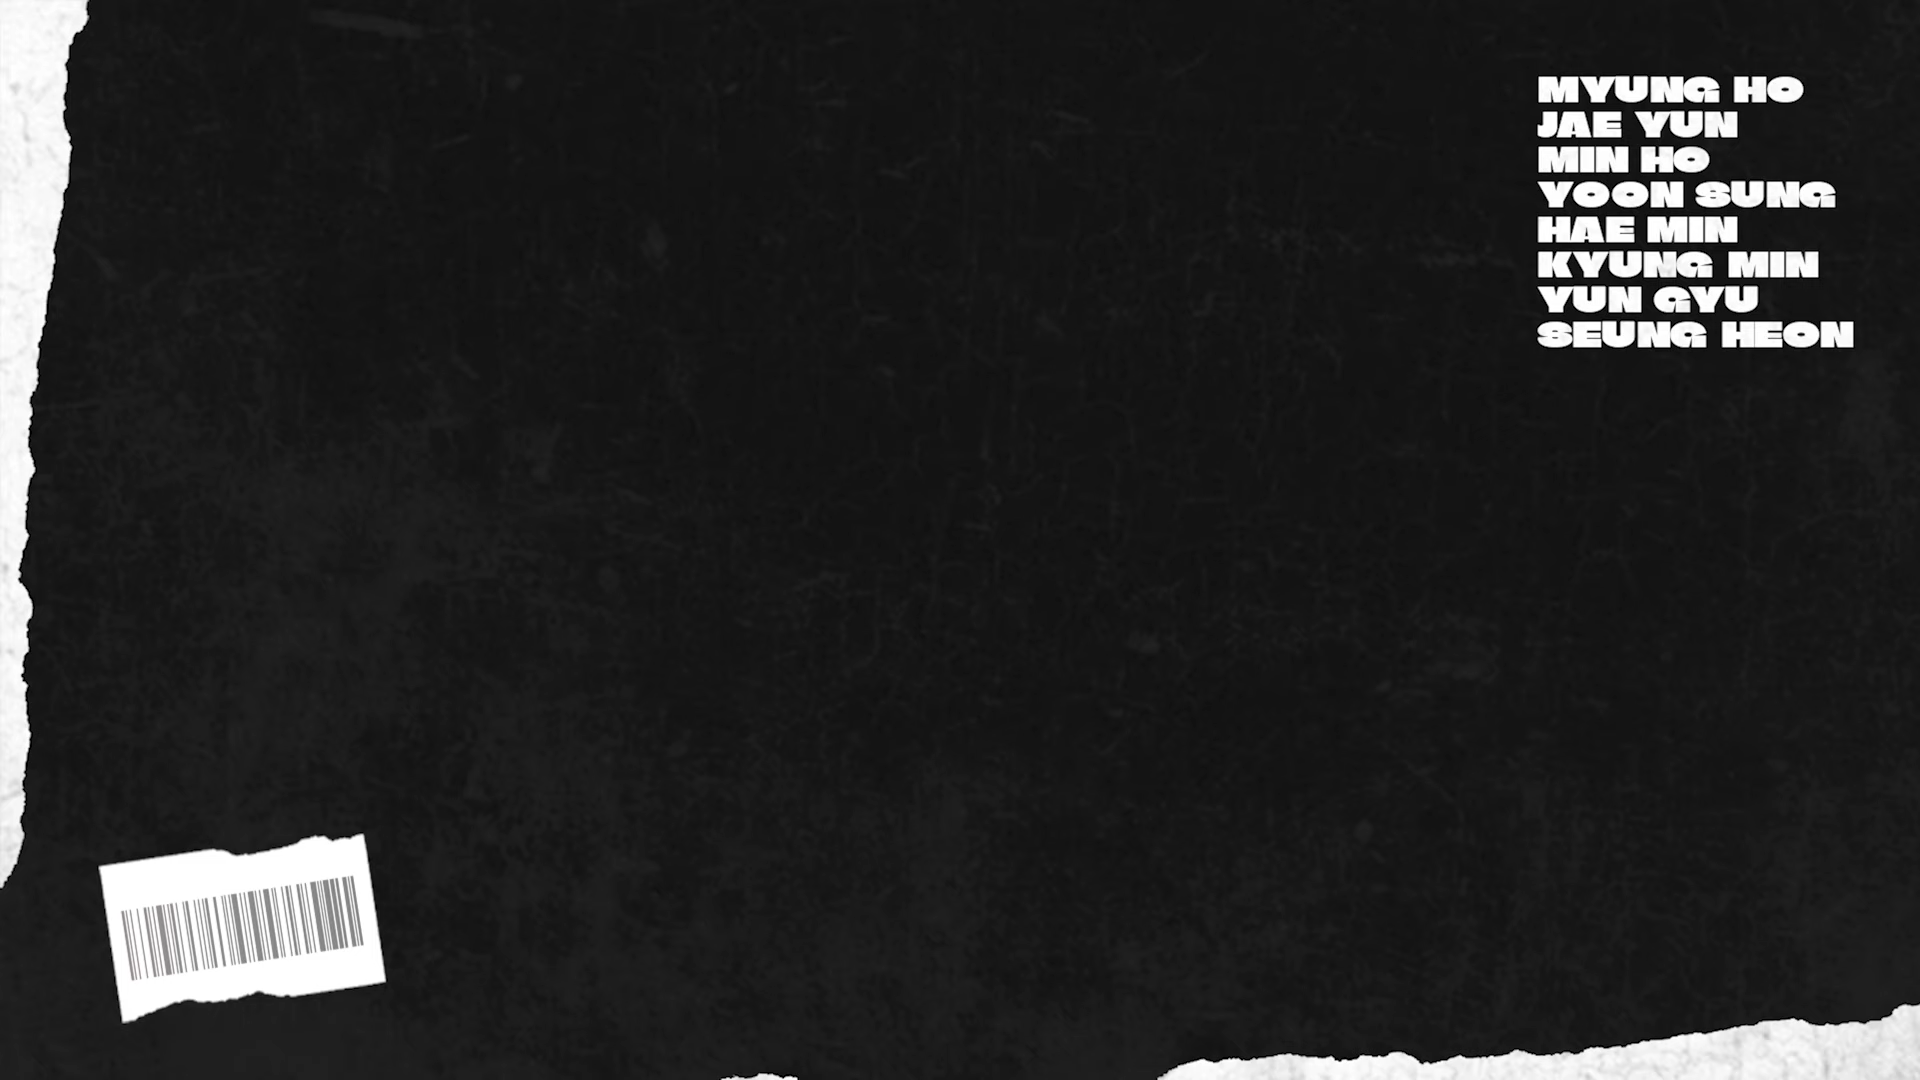 MYUNG HO
JAE YUN
MIN HO
YOON SUNG
HAE MIN
KYUNG MIN
YUN GYU
SEUNG HEON